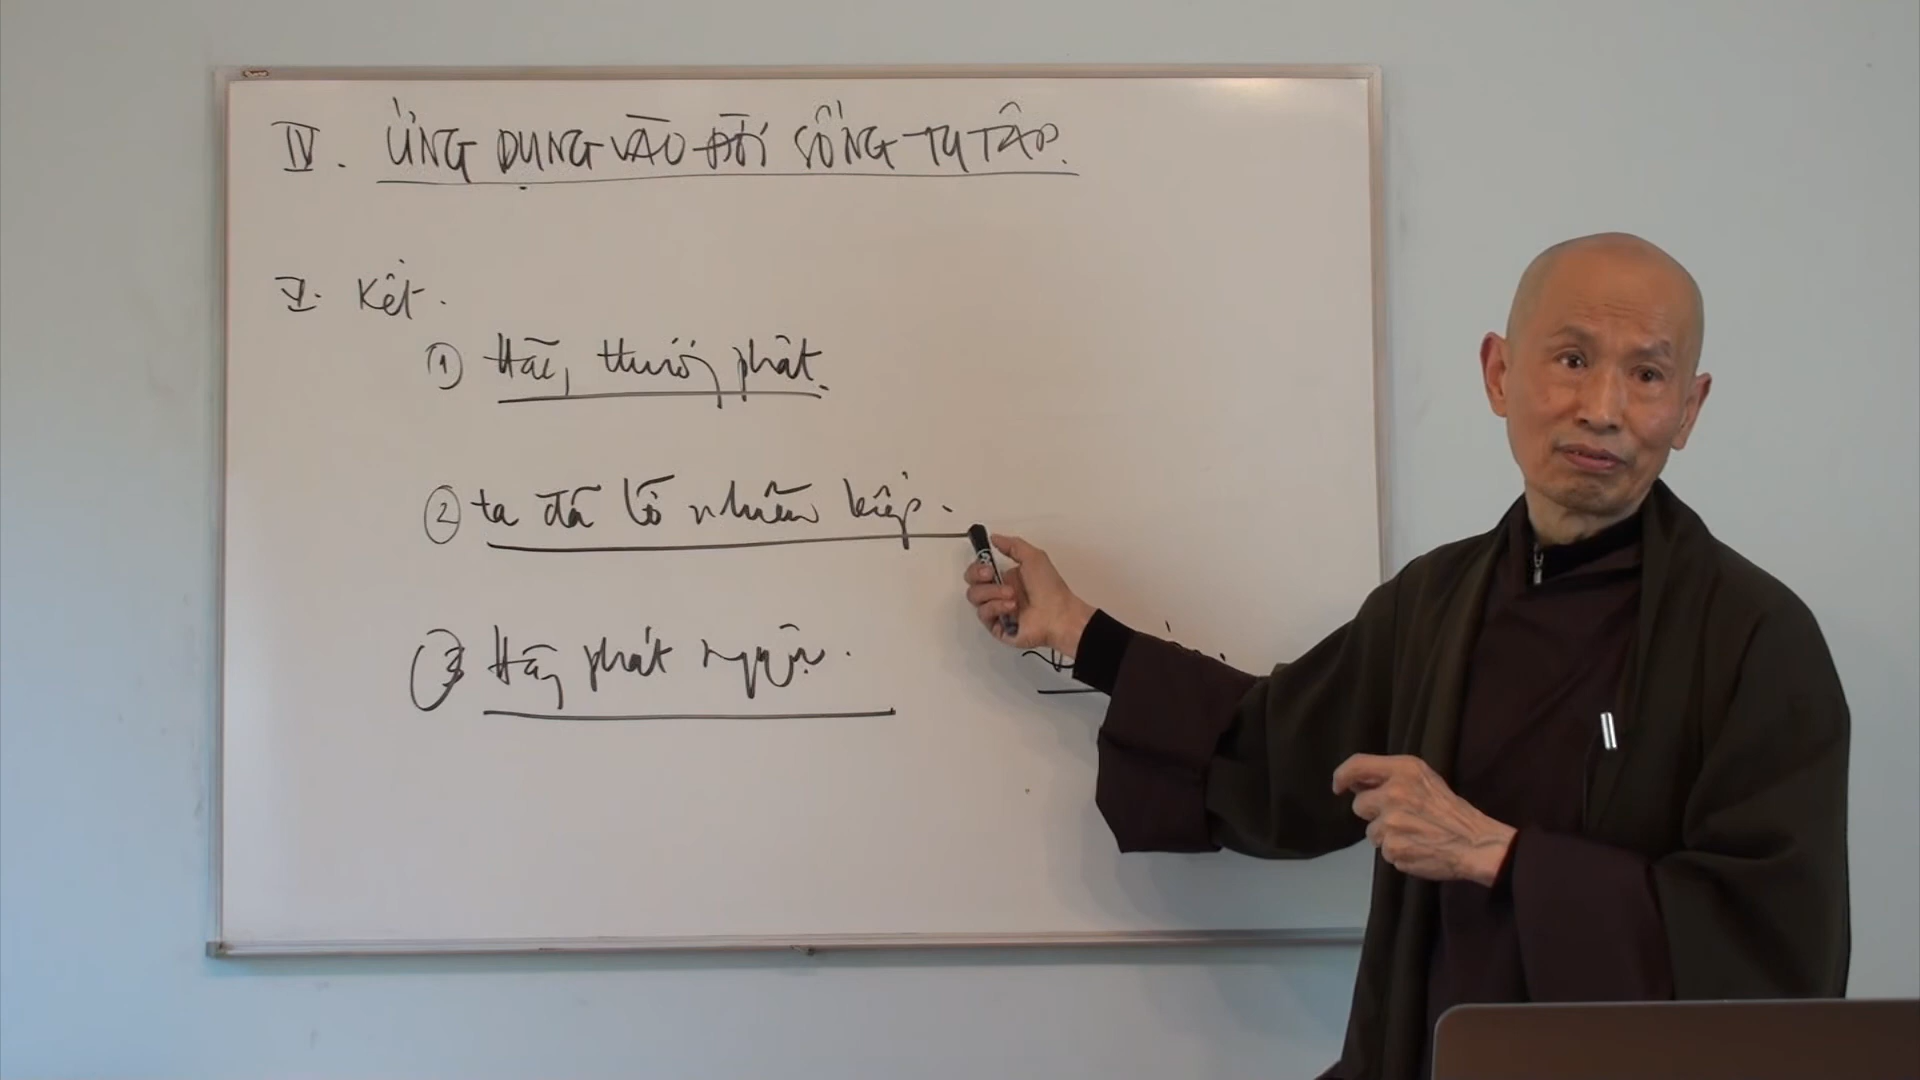 IV. ỨNG DỤNG VÀO ĐỜI SỐNG TU TẬP.
V. Kết.
① Hãy thương phật.
② ta đã bỏ nhiều kiếp.
③ Hãy phát nguyện.